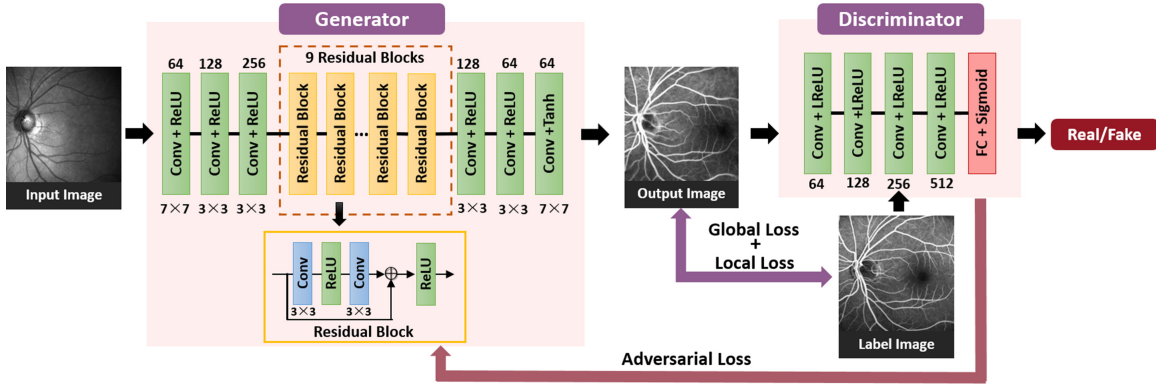 Generator
Discriminator
9 Residual Blocks
64
128
256
128
64
64
Conv + ReLU
Conv + ReLU
Conv + ReLU
Residual Block
Residual Block
...
Residual Block
Residual Block
Conv + ReLU
Conv + ReLU
Conv +Tanh
7×7
3×3
3×3
3×3
3×3
7×7
Input Image
Output Image
Conv + LReLU
Conv +LReLU
Conv + LReLU
Conv + LReLU
FC + Sigmoid
64
128
256
512
Real/Fake
Conv
ReLU
Conv
ReLU
3×3
3×3
Residual Block
Global Loss
+
Local Loss
Label Image
Adversarial Loss